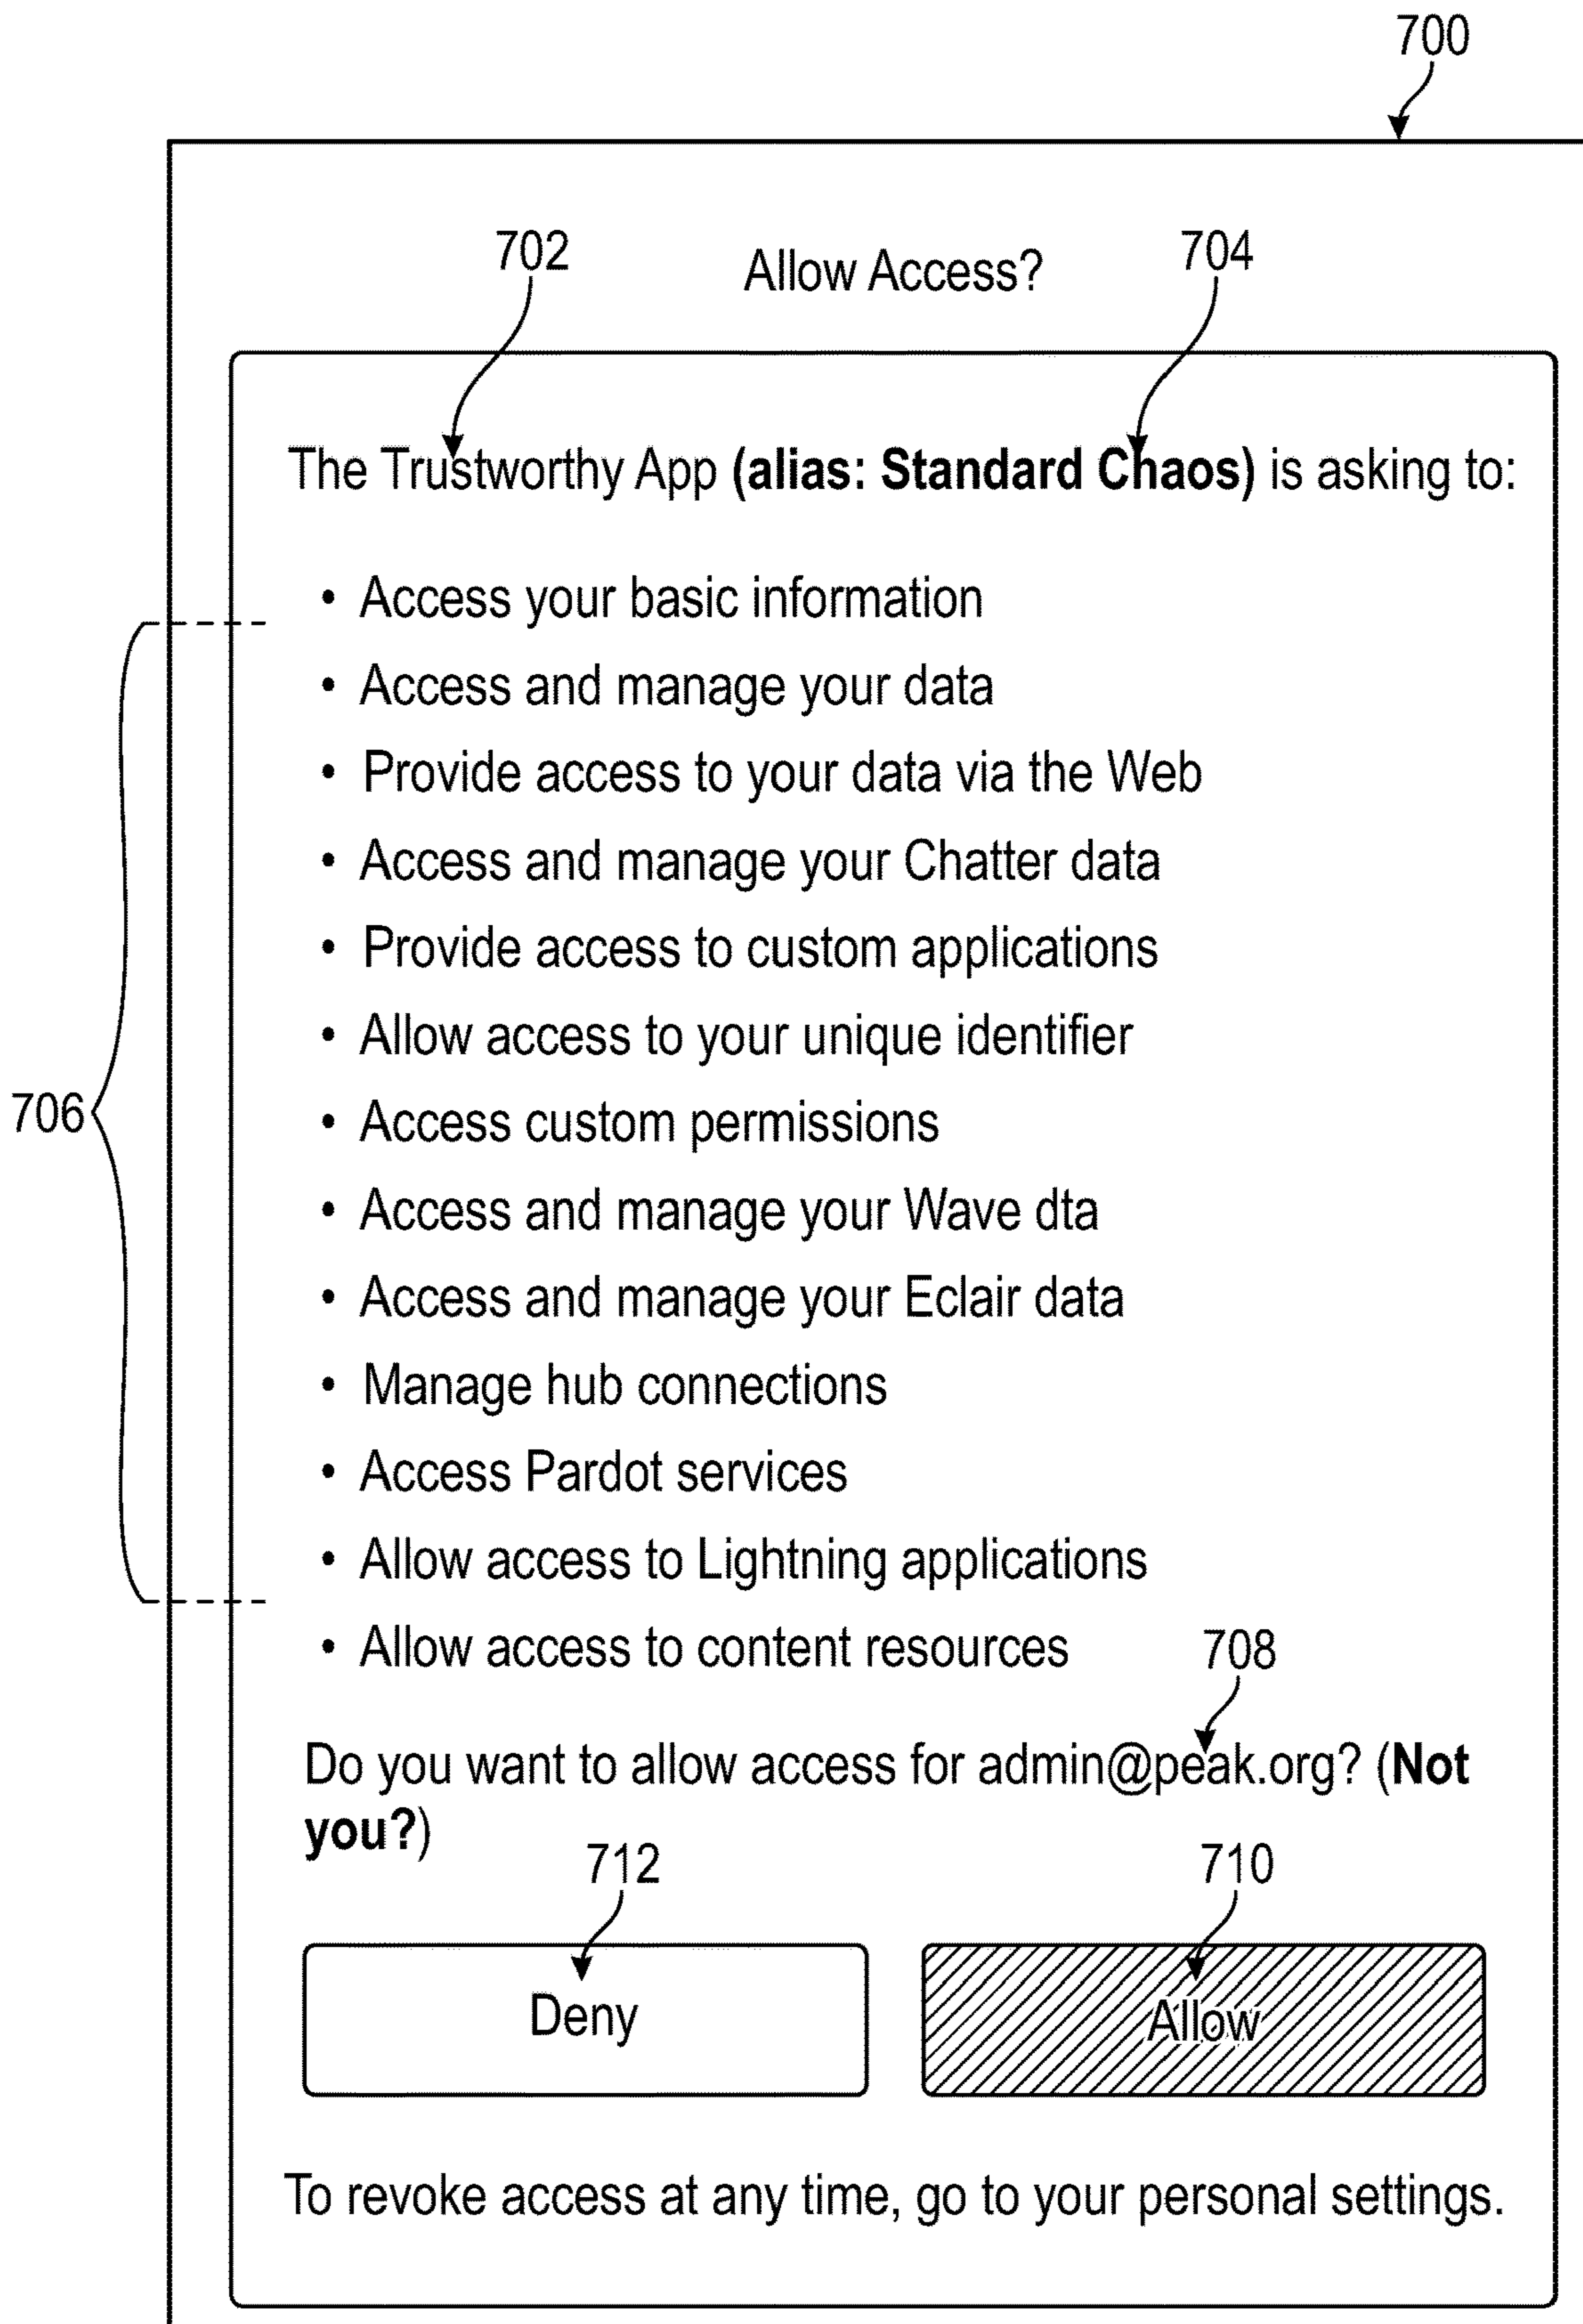 700
702
Allow Access?
704
The Trustworthy App (alias: Standard Chaos) is asking to:
• Access your basic information
• Access and manage your data
• Provide access to your data via the Web
• Access and manage your Chatter data
• Provide access to custom applications
• Allow access to your unique identifier
706
• Access custom permissions
• Access and manage your Wave dta
• Access and manage your Eclair data
• Manage hub connections
• Access Pardot services
• Allow access to Lightning applications
• Allow access to content resources
708
Do you want to allow access for admin@peak.org? (Not
you?)
712
710
Deny
Allow
To revoke access at any time, go to your personal settings.